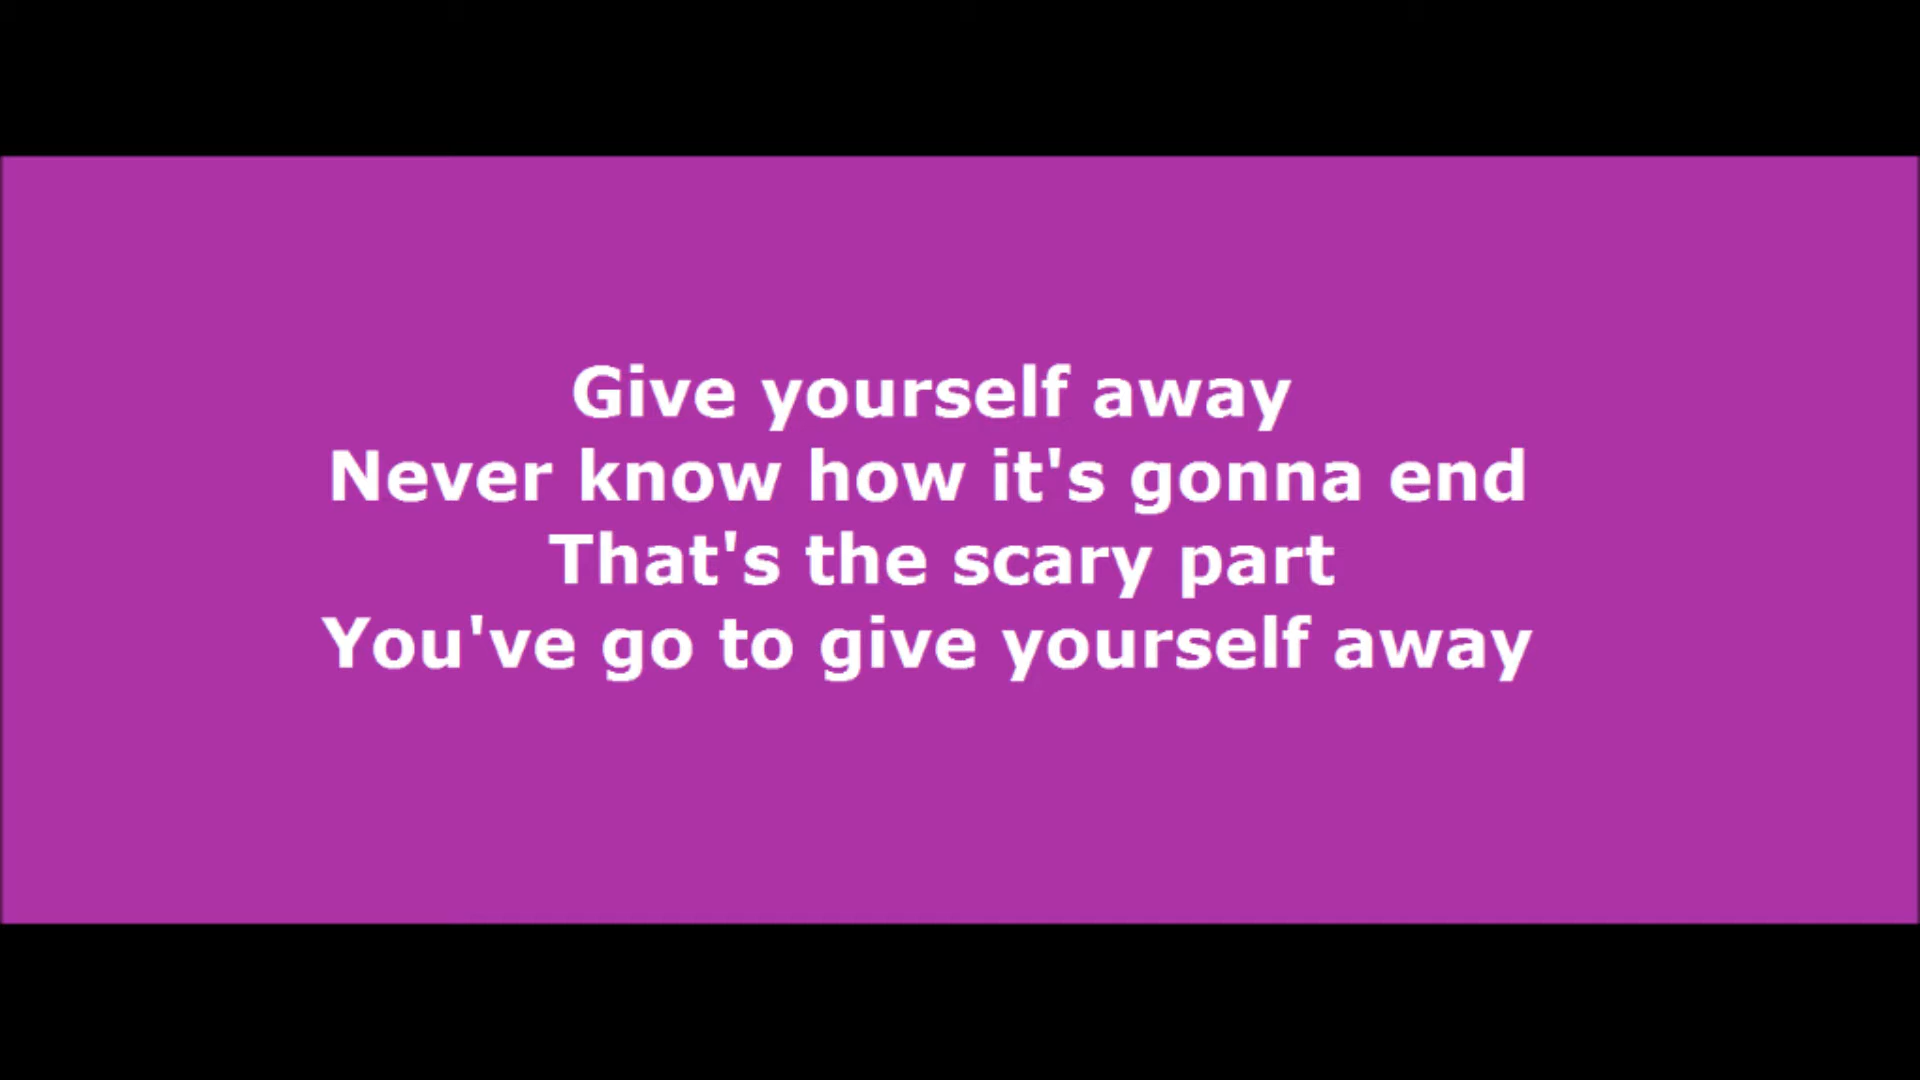 Give yourself away
Never know how it's gonna end
That's the scary part
You've go to give yourself away